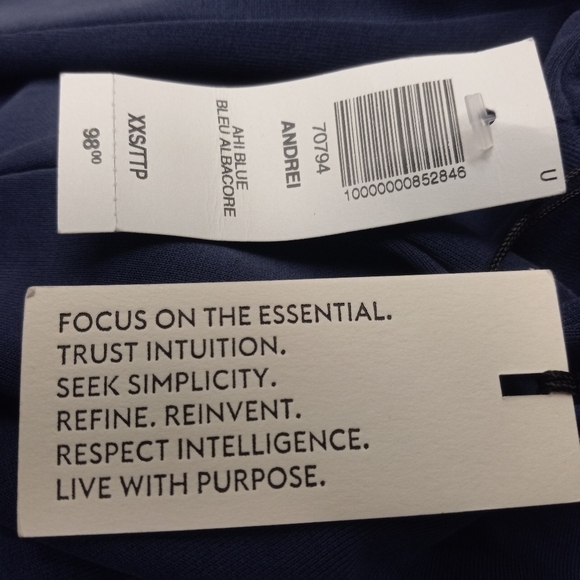 70794
ANDREI
AHI BLUE
BLEU ALBACORE
XXS/TTP
98.00
10000000852846
U
FOCUS ON THE ESSENTIAL.
TRUST INTUITION.
SEEK SIMPLICITY.
REFINE. REINVENT.
RESPECT INTELLIGENCE.
LIVE WITH PURPOSE.